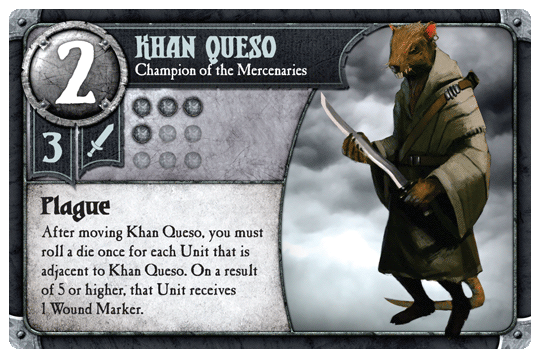 2
KHAN QUESO
Champion of the Mercenaries
3
Plague
After moving Khan Queso, you must
roll a die once for each Unit that is
adjacent to Khan Queso. On a result
of 5 or higher, that Unit receives
1 Wound Marker.